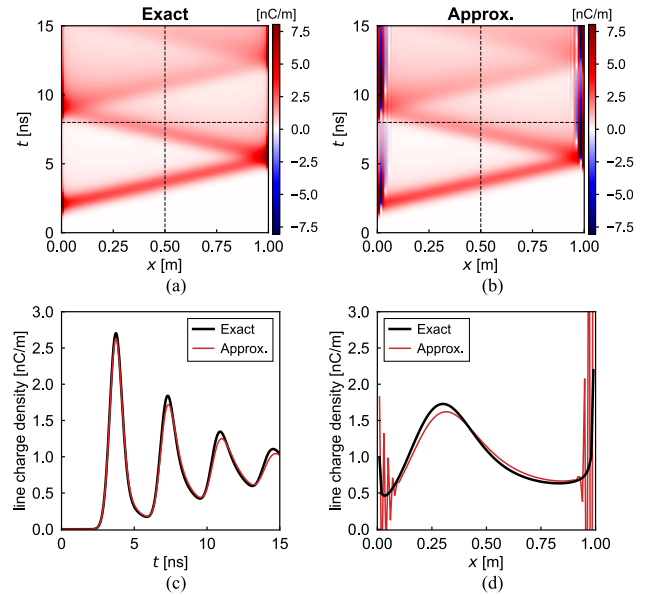 Exact
[nC/m]
Approx.
[nC/m]
15
10
5
0
t [ns]
7.5
5.0
2.5
0.0
−2.5
−5.0
−7.5
0.00 0.25 0.50 0.75 1.00
x [m]
(a)
15
10
5
0
t [ns]
7.5
5.0
2.5
0.0
−2.5
−5.0
−7.5
0.00 0.25 0.50 0.75 1.00
x [m]
(b)
3.0
2.5
2.0
1.5
1.0
0.5
0.0
line charge density [nC/m]
Exact
Approx.
0 5 10 15
t [ns]
(c)
3.0
2.5
2.0
1.5
1.0
0.5
0.0
line charge density [nC/m]
Exact
Approx.
0.00 0.25 0.50 0.75 1.00
x [m]
(d)